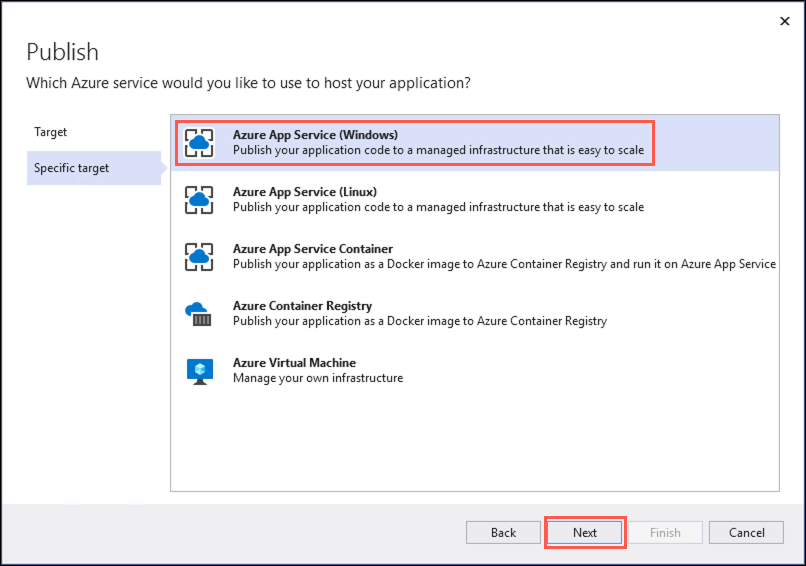 Publish
Which Azure service would you like to use to host your application?
Target
Specific target
Azure App Service (Windows)
Publish your application code to a managed infrastructure that is easy to scale
Azure App Service (Linux)
Publish your application code to a managed infrastructure that is easy to scale
Azure App Service Container
Publish your application as a Docker image to Azure Container Registry and run it on Azure App Service
Azure Container Registry
Publish your application as a Docker image to Azure Container Registry
Azure Virtual Machine
Manage your own infrastructure
Back
Next
Finish
Cancel